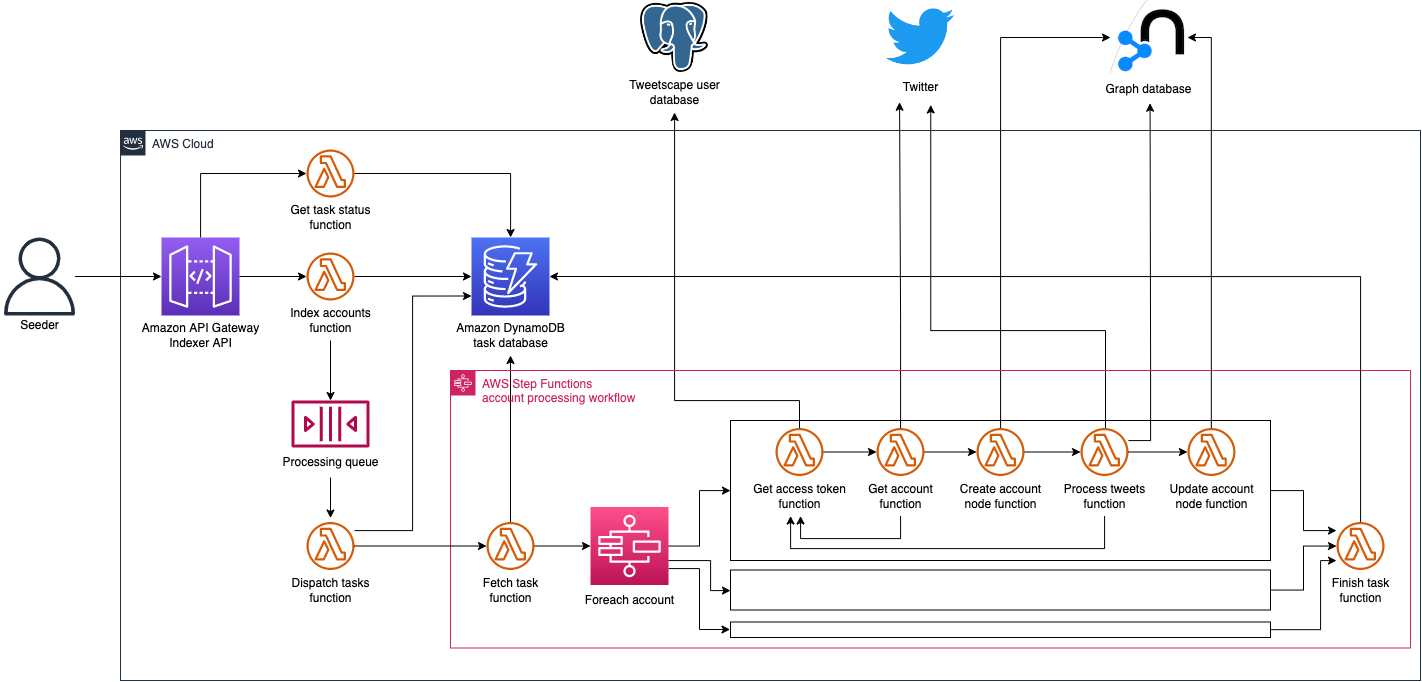 Tweetscape user
database
Twitter
Graph database
aws
AWS Cloud
Get task status
function
Seeder
Amazon API Gateway
Indexer API
Index accounts
function
Amazon DynamoDB
task database
AWS Step Functions
account processing workflow
Processing queue
Get access token
function
Get account
function
Create account
node function
Process tweets
function
Update account
node function
Dispatch tasks
function
Fetch task
function
Foreach account
Finish task
function